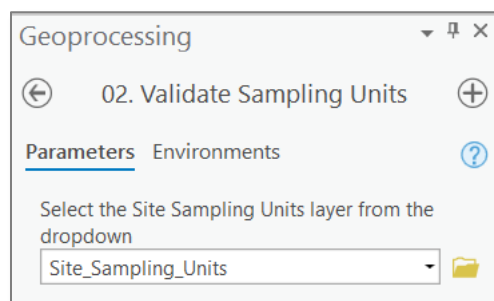 Geoprocessing
02. Validate Sampling Units
Parameters Environments
Select the Site Sampling Units layer from the
dropdown
Site_Sampling_Units